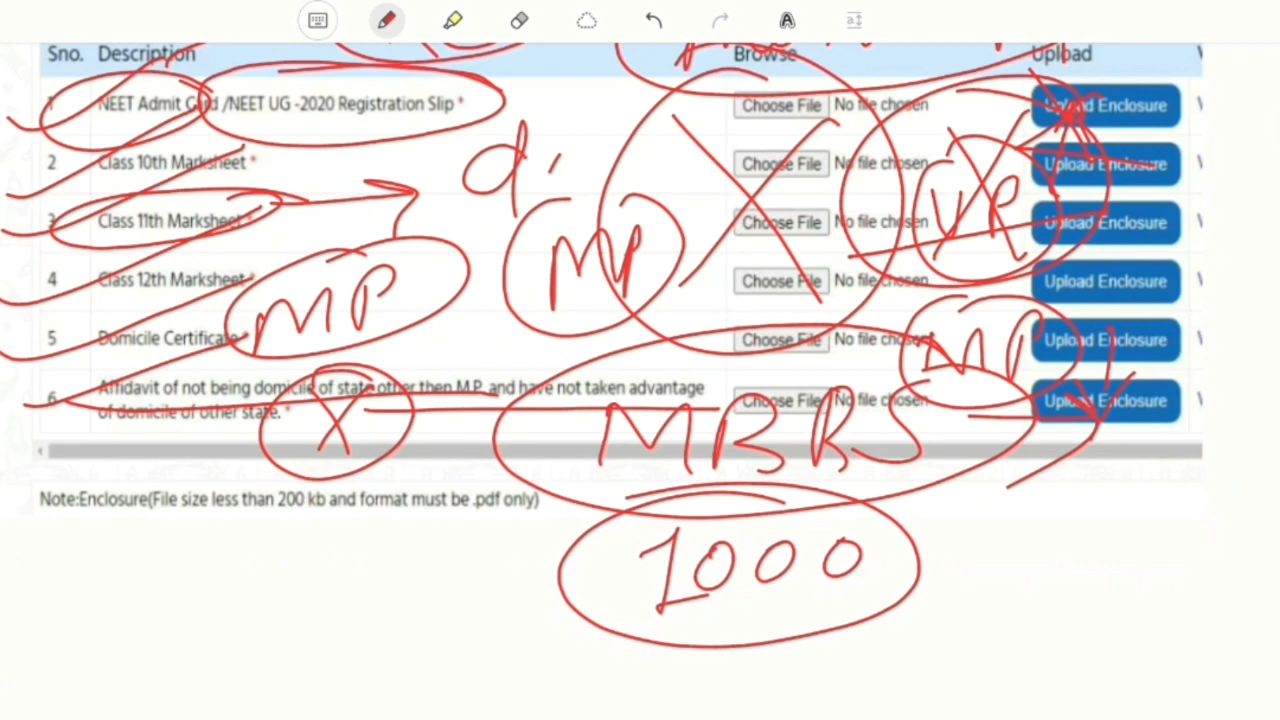 Sno. Description Browse Upload
1 NEET Admit Card /NEET UG -2020 Registration Slip * Choose File No file chosen Upload Enclosure
2 Class 10th Marksheet * Choose File No file chosen Upload Enclosure
3 Class 11th Marksheet * Choose File No file chosen Upload Enclosure
4 Class 12th Marksheet * Choose File No file chosen Upload Enclosure
5 Domicile Certificate * Choose File No file chosen Upload Enclosure
6 Affidavit of not being domicile of state other then M.P. and have not taken advantage
of domicile of other state. * Choose File No file chosen Upload Enclosure
Note:Enclosure(File size less than 200 kb and format must be .pdf only)
UP
MP
MP
MP
MBBS
1000